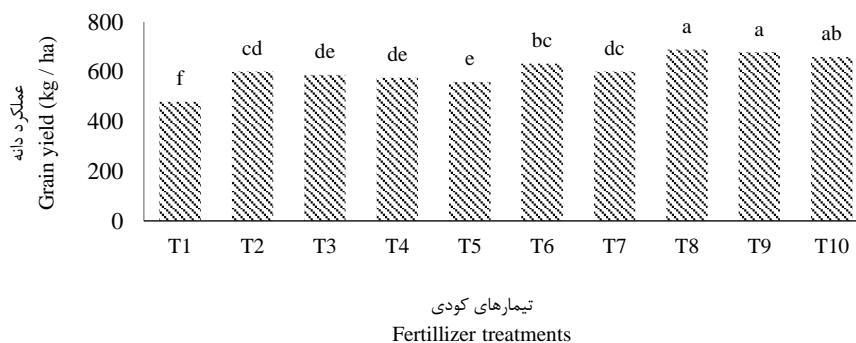 عملکرد دانه
Grain yield (kg / ha)
800
600
400
200
0
f
cd
de
de
e
bc
dc
a
a
ab
T1 T2 T3 T4 T5 T6 T7 T8 T9 T10
تیمارهای کودی
Fertillizer treatments